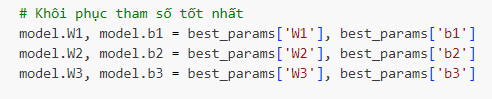 # Khôi phục tham số tốt nhất
model.W1, model.b1 = best_params['W1'], best_params['b1']
model.W2, model.b2 = best_params['W2'], best_params['b2']
model.W3, model.b3 = best_params['W3'], best_params['b3']